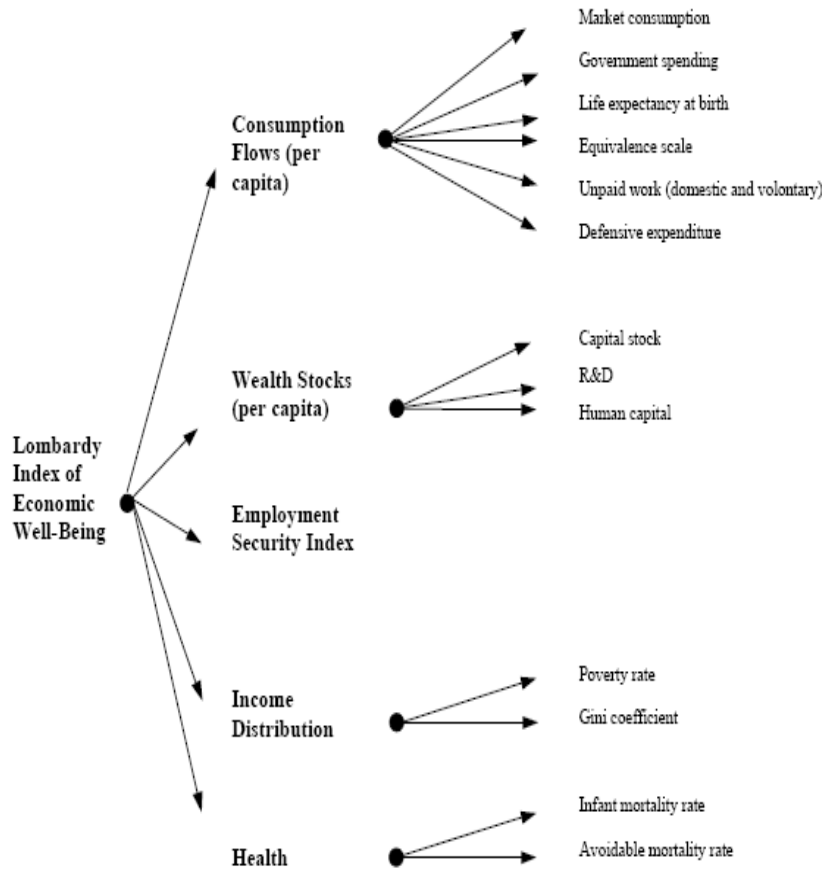 Market consumption
Government spending
Life expectancy at birth
Consumption
Flows (per
capita)
Equivalence scale
Unpaid work (domestic and volontary)
Defensive expenditure
Capital stock
Wealth Stocks
(per capita)
R&D
Human capital
Lombardy
Index of
Economic
Well-Being
Employment
Security Index
Income
Distribution
Poverty rate
Gini coefficient
Health
Infant mortality rate
Avoidable mortality rate